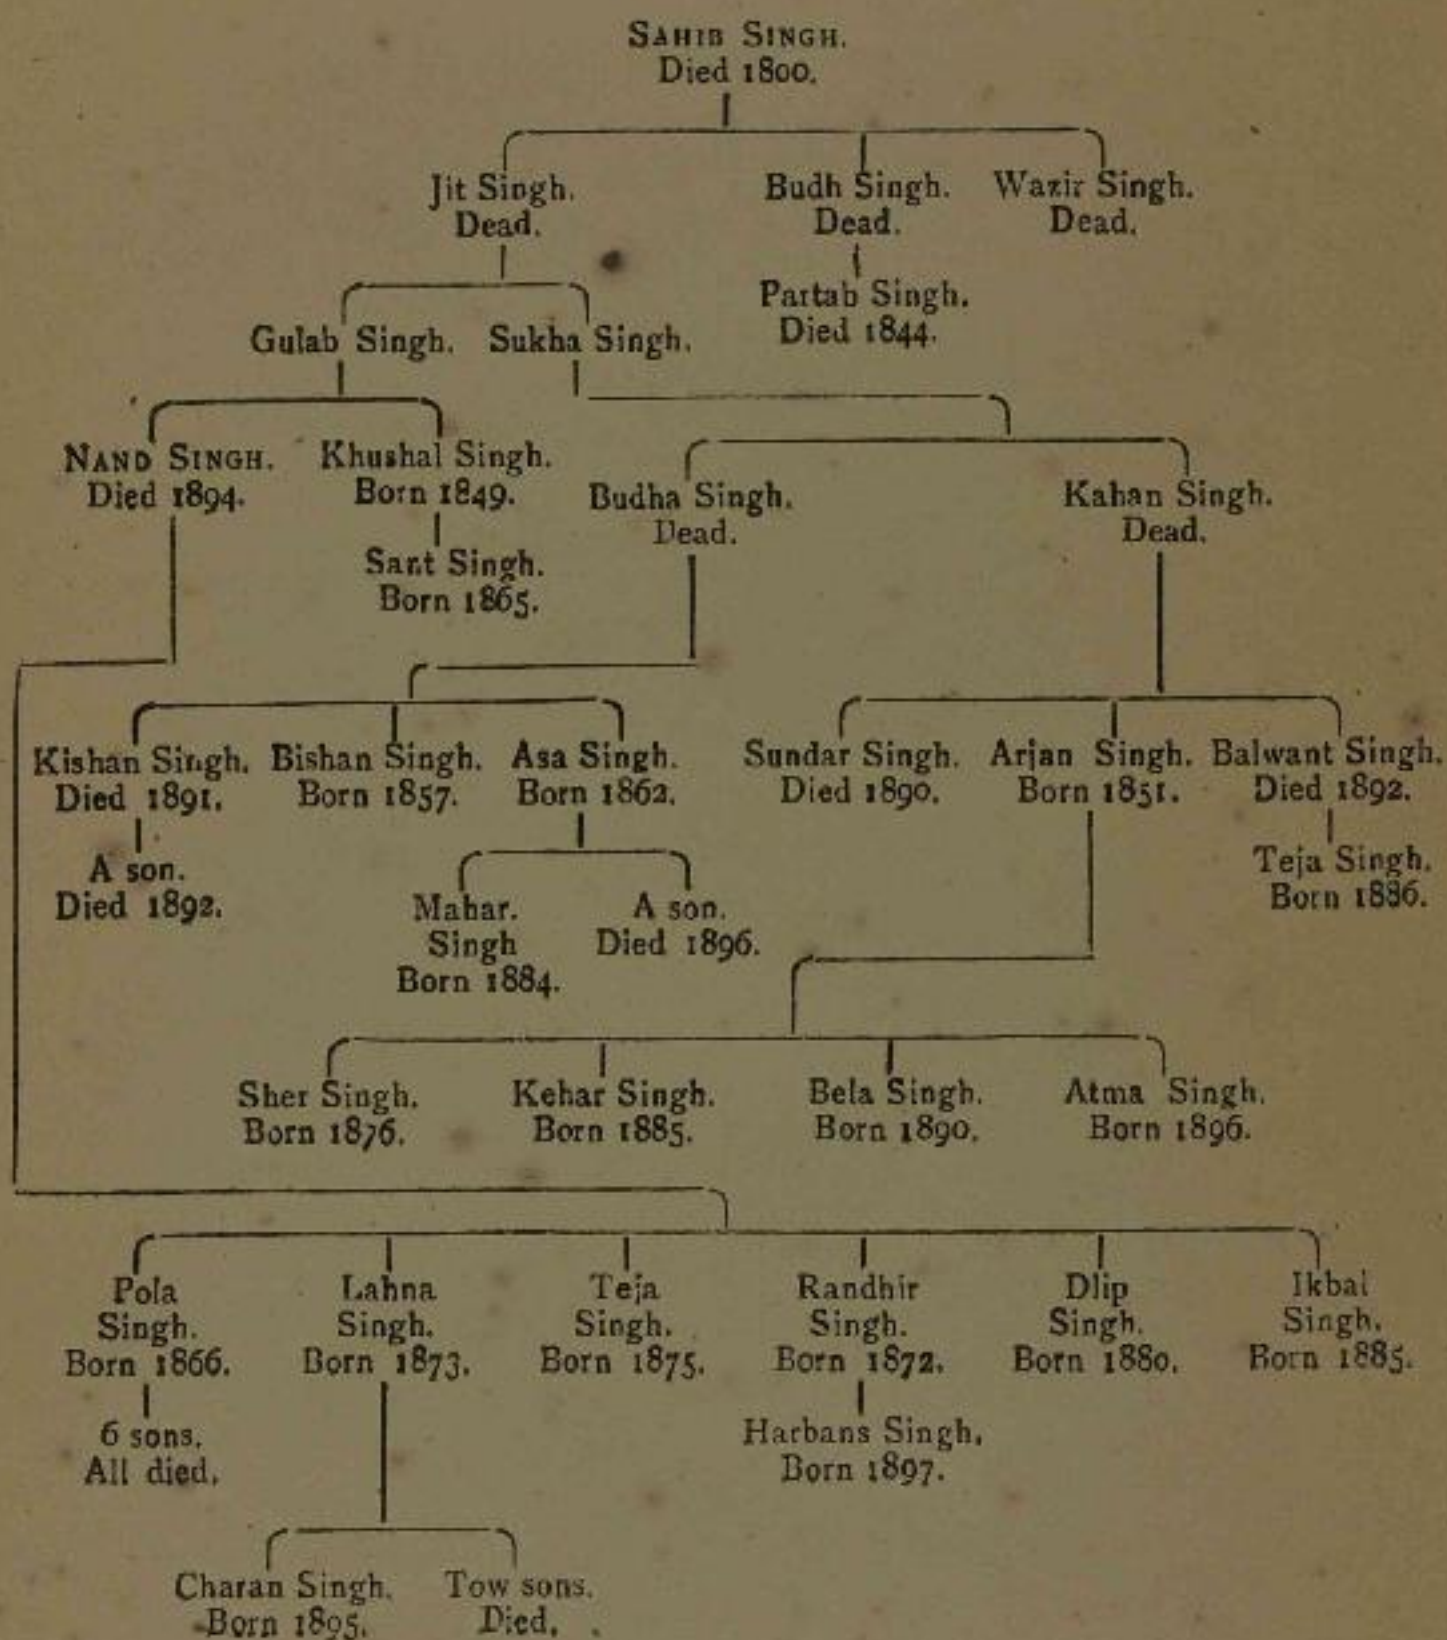 SAHIB SINGH.
Died 1800.
Jit Singh. Budh Singh. Wazir Singh.
Dead. Dead. Dead.
Partab Singh.
Died 1844.
Gulab Singh. Sukha Singh.
NAND SINGH. Khushal Singh.
Died 1894. Born 1849.
Budha Singh. Kahan Singh.
Dead. Dead.
Sant Singh.
Born 1865.
Kishan Singh. Bishan Singh. Asa Singh. Sundar Singh. Arjan Singh. Balwant Singh.
Died 1891. Born 1857. Born 1862. Died 1890. Born 1851. Died 1892.
A son. Teja Singh.
Died 1892. Born 1886.
Mahar. A son.
Singh Died 1896.
Born 1884.
Sher Singh. Kehar Singh. Bela Singh. Atma Singh.
Born 1876. Born 1885. Born 1890. Born 1896.
Pola Lahna Teja Randhir Dlip Ikbal
Singh. Singh. Singh. Singh. Singh. Singh.
Born 1866. Born 1873. Born 1875. Born 1872. Born 1880. Born 1885.
6 sons. Harbans Singh.
All died. Born 1897.
Charan Singh. Tow sons.
Born 1895. Died.